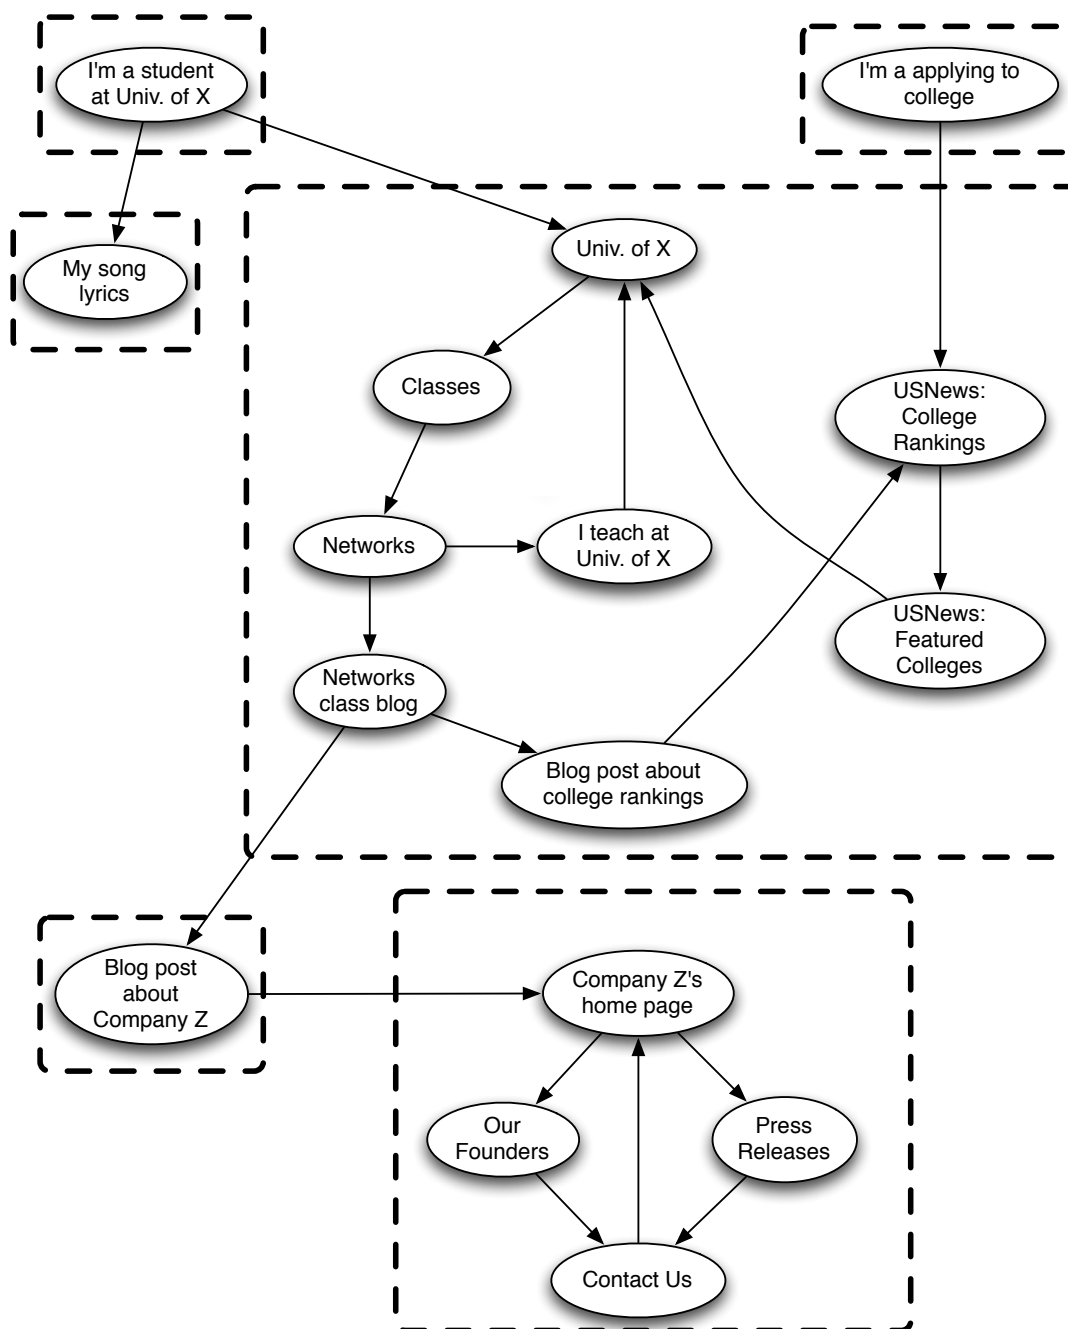 I'm a student
at Univ. of X
I'm a applying to
college
Univ. of X
My song
lyrics
Classes
USNews:
College
Rankings
Networks
I teach at
Univ. of X
USNews:
Featured
Colleges
Networks
class blog
Blog post about
college rankings
Blog post
about
Company Z
Company Z's
home page
Our
Founders
Press
Releases
Contact Us